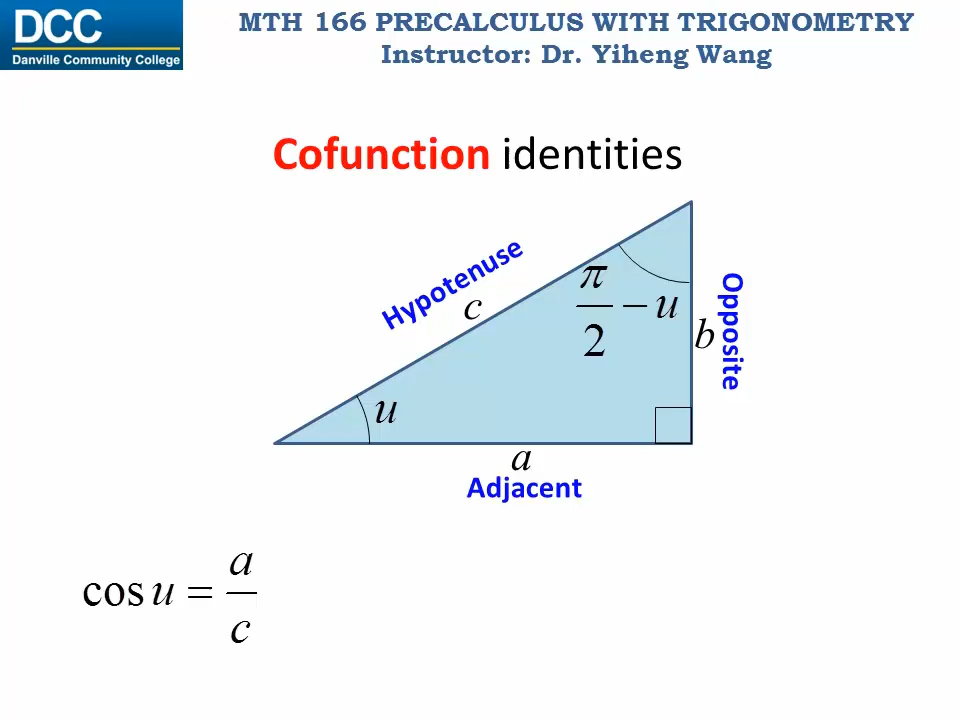 DCC
Danville Community College
MTH 166 PRECALCULUS WITH TRIGONOMETRY
Instructor: Dr. Yiheng Wang
Cofunction identities
Hypotenuse
c
π/2 − u
b
Opposite
u
a
Adjacent
cos u = a/c